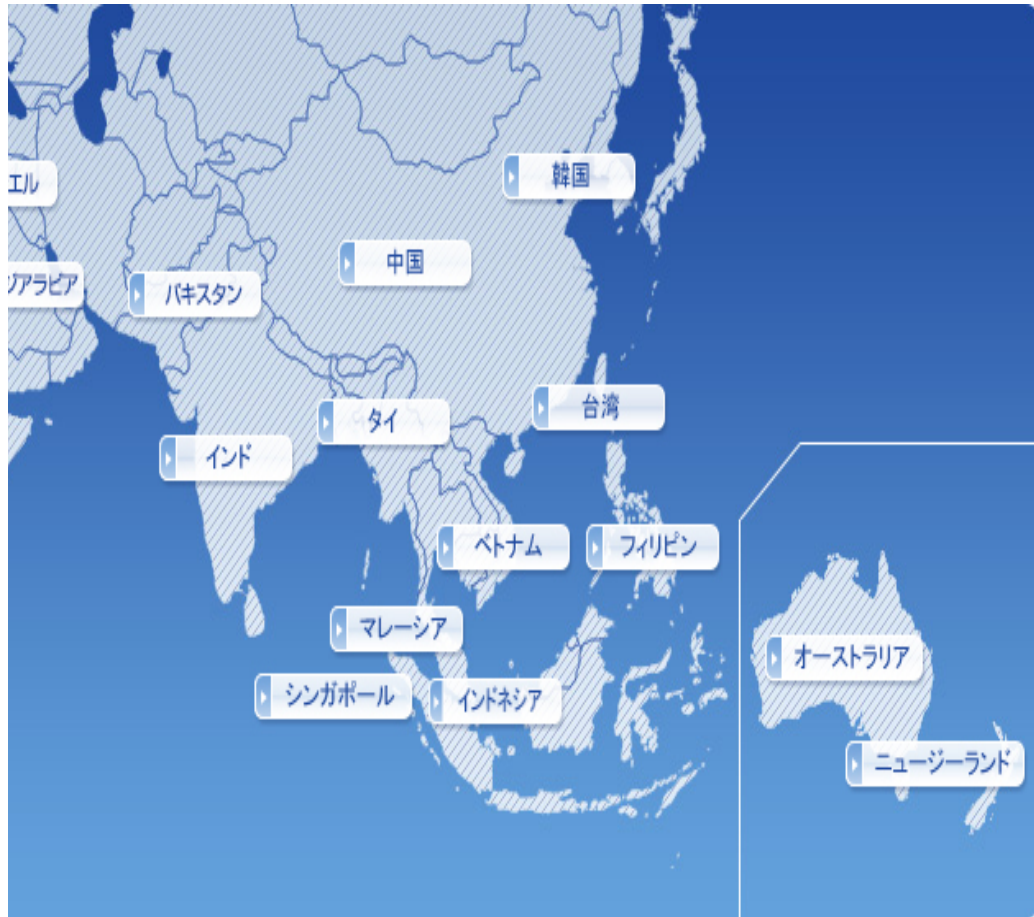 韓国
エル
中国
ジアラビア
パキスタン
台湾
タイ
インド
ベトナム
フィリピン
マレーシア
オーストラリア
シンガポール
インドネシア
ニュージーランド